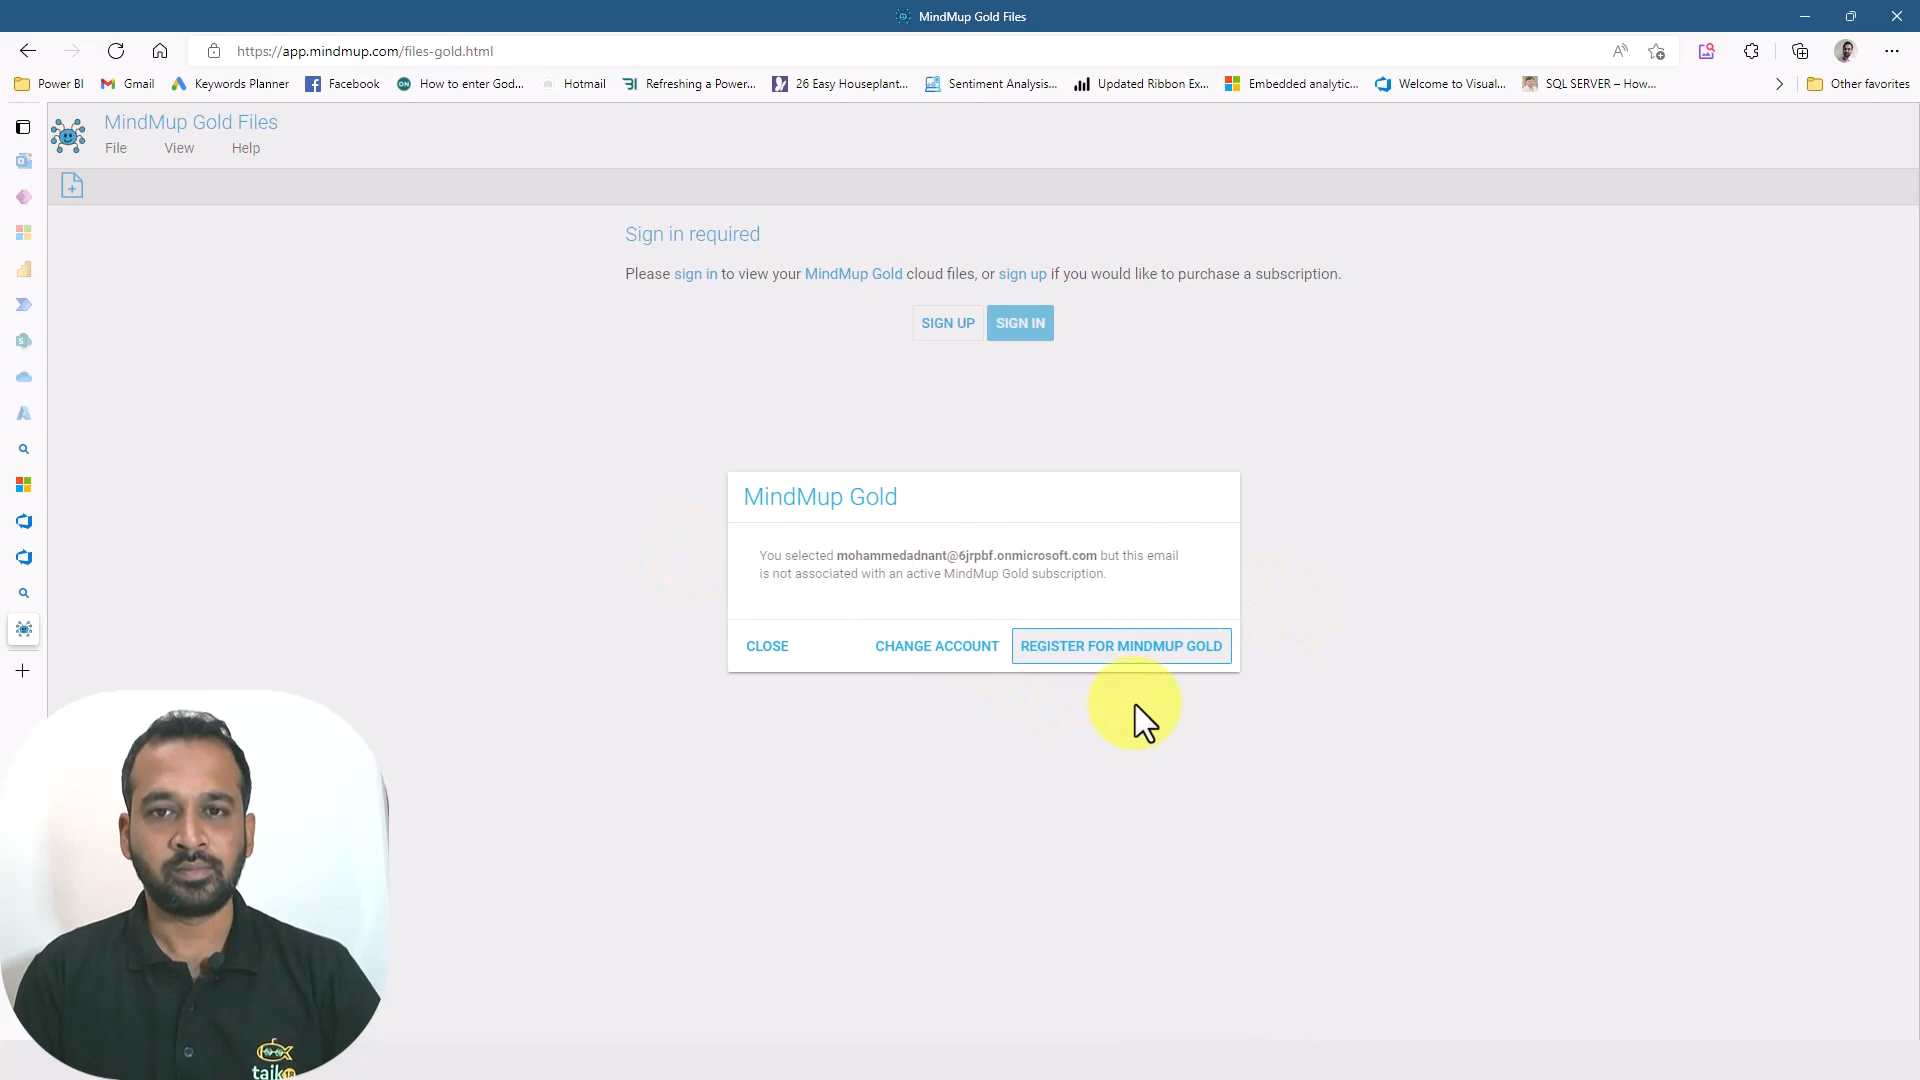 MindMup Gold Files
https://app.mindmup.com/files-gold.html
Power BI Gmail Keywords Planner Facebook How to enter God... Hotmail Refreshing a Power... 26 Easy Houseplant... Sentiment Analysis... Updated Ribbon Ex... Embedded analytic... Welcome to Visual... SQL SERVER – How... Other favorites
MindMup Gold Files
File View Help
Sign in required
Please sign in to view your MindMup Gold cloud files, or sign up if you would like to purchase a subscription.
SIGN UP SIGN IN
MindMup Gold
You selected mohammedadnant@6jrpbf.onmicrosoft.com but this email
is not associated with an active MindMup Gold subscription.
CLOSE CHANGE ACCOUNT REGISTER FOR MINDMUP GOLD
taik18